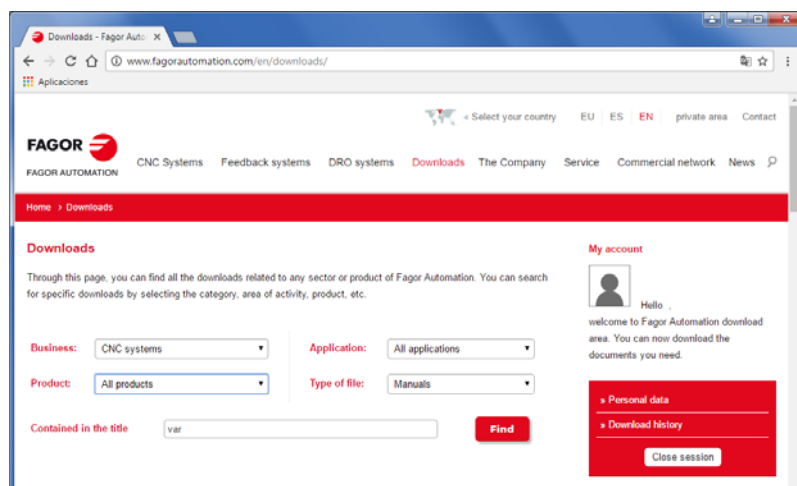 Downloads - Fagor Auto
www.fagorautomation.com/en/downloads/
Aplicaciones
< Select your country EU ES EN private area Contact
FAGOR
FAGOR AUTOMATION
CNC Systems Feedback systems DRO systems Downloads The Company Service Commercial network News
Home > Downloads
Downloads
Through this page, you can find all the downloads related to any sector or product of Fagor Automation. You can search
for specific downloads by selecting the category, area of activity, product, etc.
Business: CNC systems Application: All applications
Product: All products Type of file: Manuals
Contained in the title var Find
My account
Hello ,
welcome to Fagor Automation download
area. You can now download the
documents you need.
» Personal data
» Download history
Close session